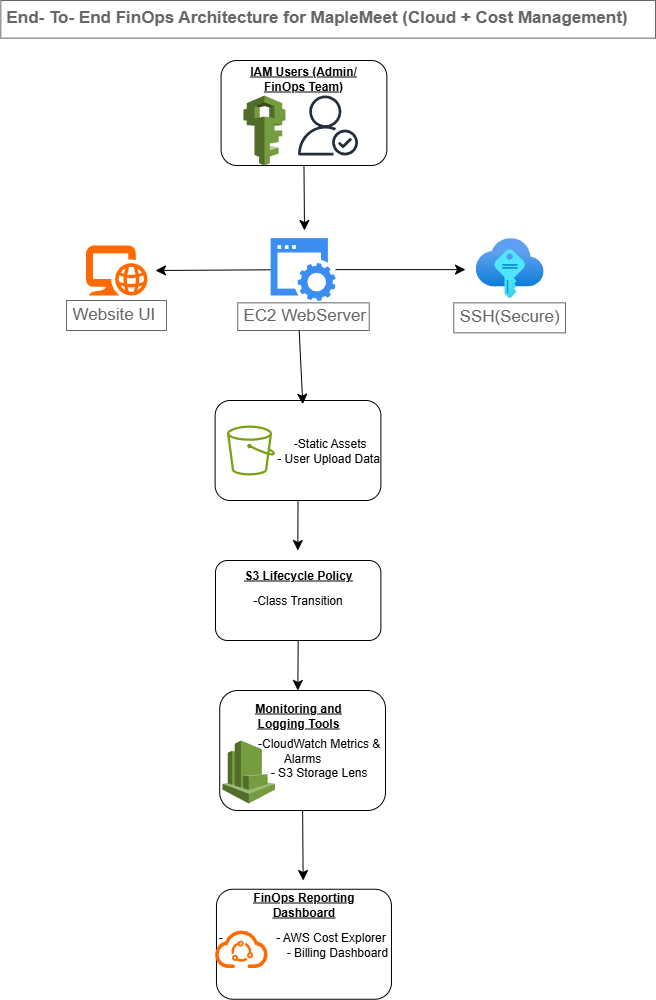 End- To- End FinOps Architecture for MapleMeet (Cloud + Cost Management)
IAM Users (Admin/
FinOps Team)
Website UI
EC2 WebServer
SSH(Secure)
-Static Assets
- User Upload Data
S3 Lifecycle Policy
-Class Transition
Monitoring and
Logging Tools
-CloudWatch Metrics &
Alarms
- S3 Storage Lens
FinOps Reporting
Dashboard
- - AWS Cost Explorer
- Billing Dashboard